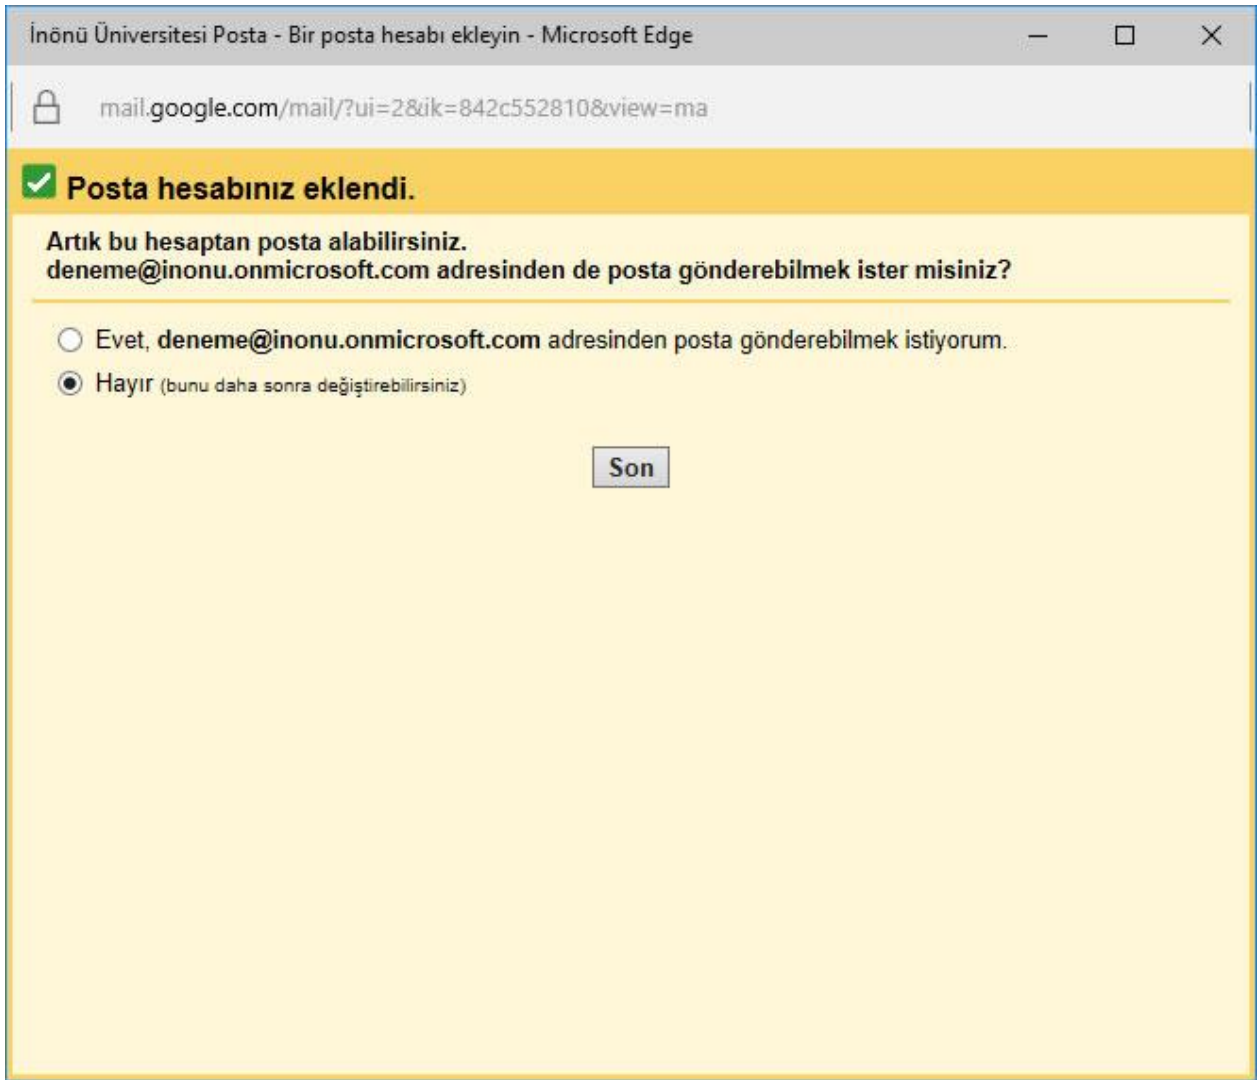 İnönü Üniversitesi Posta - Bir posta hesabı ekleyin - Microsoft Edge
mail.google.com/mail/?ui=2&ik=842c552810&view=ma
Posta hesabınız eklendi.
Artık bu hesaptan posta alabilirsiniz.
deneme@inonu.onmicrosoft.com adresinden de posta gönderebilmek ister misiniz?
Evet, deneme@inonu.onmicrosoft.com adresinden posta gönderebilmek istiyorum.
Hayır (bunu daha sonra değiştirebilirsiniz)
Son